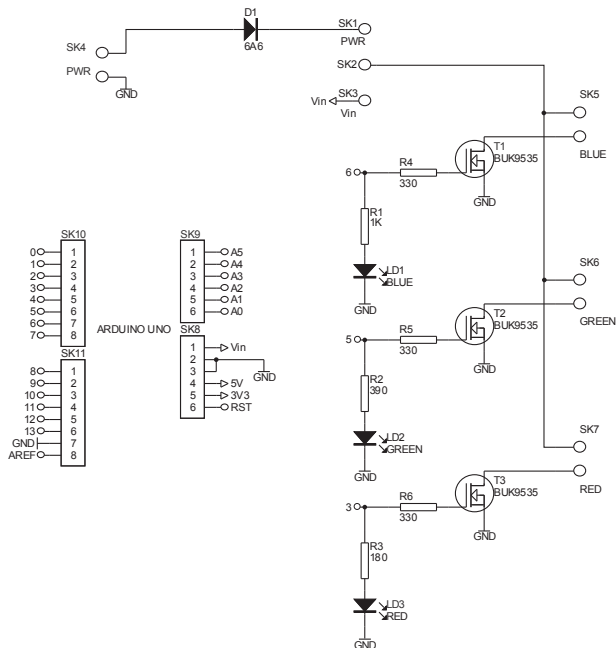 D1
6A6
SK1
PWR
SK4
PWR
GND
SK2
SK3
Vin
Vin
SK5
BLUE
T1
BUK9535
6
R4
330
GND
R1
1K
LD1
BLUE
GND
SK6
GREEN
T2
BUK9535
5
R5
330
GND
R2
390
LD2
GREEN
GND
SK7
RED
T3
BUK9535
3
R6
330
GND
R3
180
LD3
RED
GND
SK10
0 1
1 2
2 3
3 4
4 5
5 6
6 7
7 8
ARDUINO UNO
SK11
8 1
9 2
10 3
11 4
12 5
13 6
GND 7
AREF 8
SK9
1 A5
2 A4
3 A3
4 A2
5 A1
6 A0
SK8
1 Vin
2
3
GND
4 5V
5 3V3
6 RST